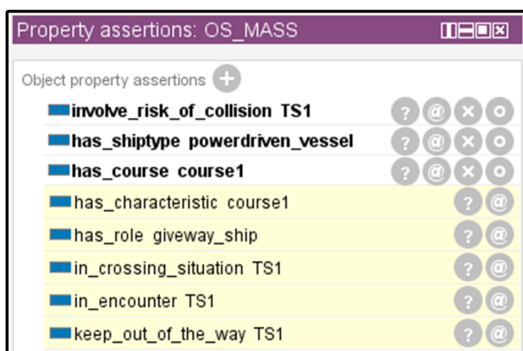 Property assertions: OS_MASS
Object property assertions
involve_risk_of_collision TS1
has_shiptype powerdriven_vessel
has_course course1
has_characteristic course1
has_role giveway_ship
in_crossing_situation TS1
in_encounter TS1
keep_out_of_the_way TS1